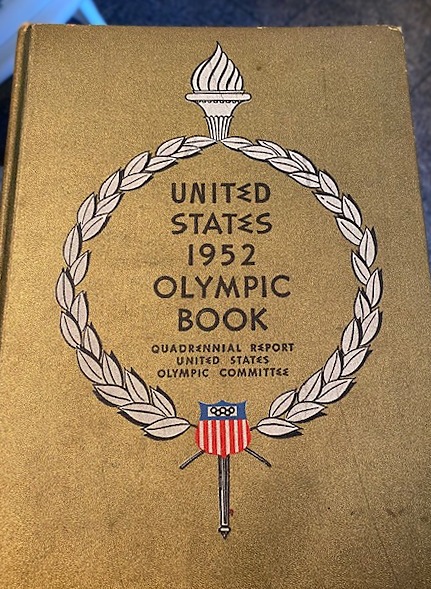 UNITED
STATES
1952
OLYMPIC
BOOK
QUADRENNIAL REPORT
UNITED STATES
OLYMPIC COMMITTEE